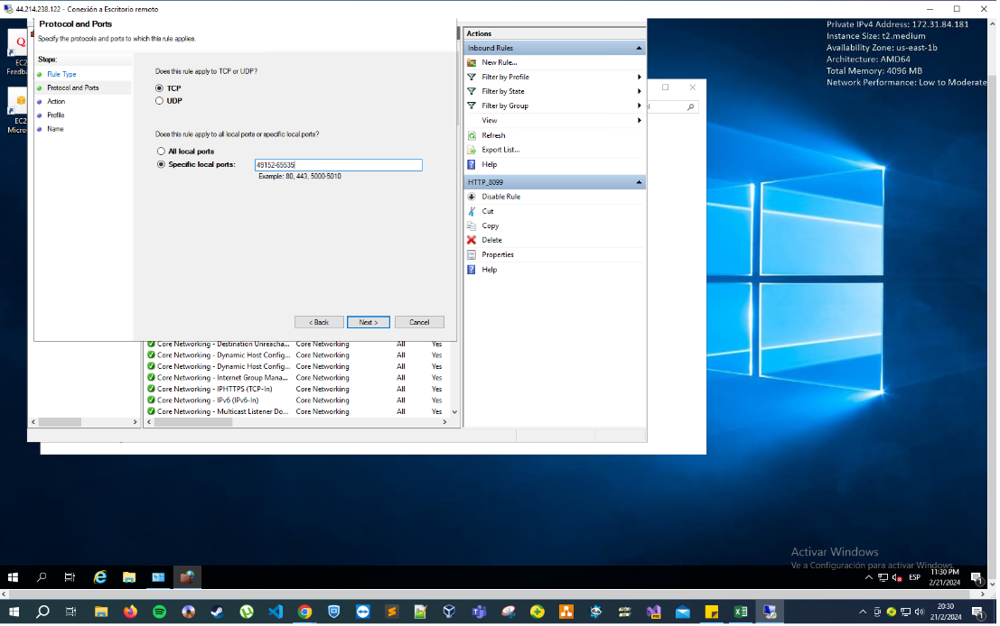 44.214.238.122 - Conexión a Escritorio remoto
Protocol and Ports
Specify the protocols and ports to which this rule applies.
Steps:
Rule Type
Protocol and Ports
Action
Profile
Name
Does this rule apply to TCP or UDP?
TCP
UDP
Does this rule apply to all local ports or specific local ports?
All local ports
Specific local ports:
49152-65535
Example: 80, 443, 5000-5010
< Back
Next >
Cancel
Core Networking - Destination Unreacha... Core Networking All Yes
Core Networking - Dynamic Host Config... Core Networking All Yes
Core Networking - Dynamic Host Config... Core Networking All Yes
Core Networking - Internet Group Mana... Core Networking All Yes
Core Networking - IPHTTPS (TCP-In) Core Networking All Yes
Core Networking - IPv6 (IPv6-In) Core Networking All Yes
Core Networking - Multicast Listener Do... Core Networking All Yes
Actions
Inbound Rules
New Rule...
Filter by Profile
Filter by State
Filter by Group
View
Refresh
Export List...
Help
HTTP_8099
Disable Rule
Cut
Copy
Delete
Properties
Help
EC2
Feedb
EC2
Micros
Private IPv4 Address: 172.31.84.181
Instance Size: t2.medium
Availability Zone: us-east-1b
Architecture: AMD64
Total Memory: 4096 MB
Network Performance: Low to Moderate
Activar Windows
Ve a Configuración para activar Windows.
ESP
11:30 PM
2/21/2024
1
20:30
21/2/2024
1